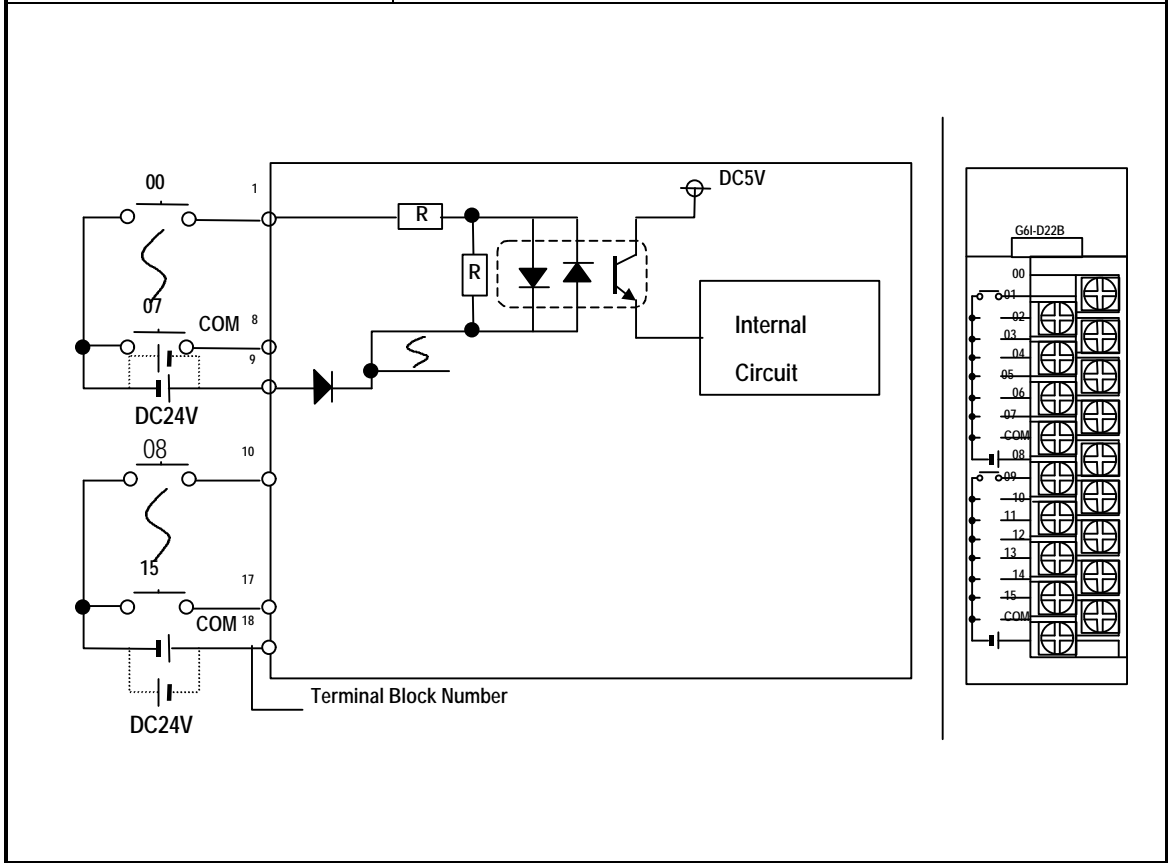 00
1
R
DC5V
R
07
COM 8
9
Internal
Circuit
DC24V
08
10
15
17
COM 18
Terminal Block Number
DC24V
G6I-D22B
00
01
02
03
04
05
06
07
COM
08
09
10
11
12
13
14
15
COM